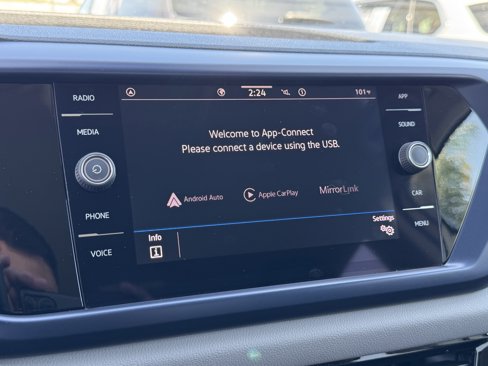 RADIO
MEDIA
PHONE
VOICE
2:24
101°F
Welcome to App-Connect
Please connect a device using the USB.
Android Auto
Apple CarPlay
MirrorLink
Info
Settings
APP
SOUND
CAR
MENU